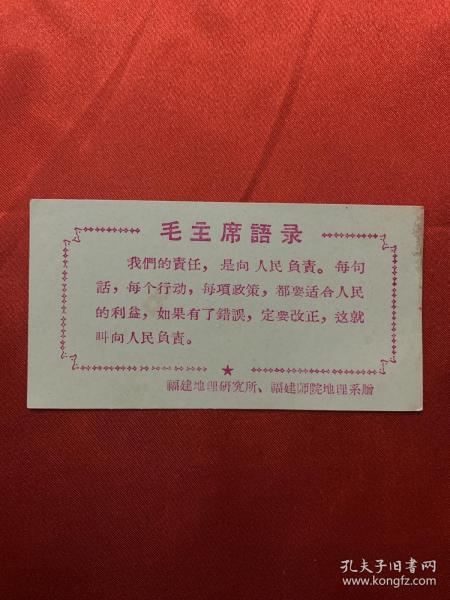 毛主席語录
我們的責任，是向人民負責。每句
話，每个行动，每項政策，都要适合人民
的利益，如果有了錯誤，定要改正，这就
叫向人民負責。
福建地理研究所、福建师院地理系贈
孔夫子旧书网
www.kongfz.com